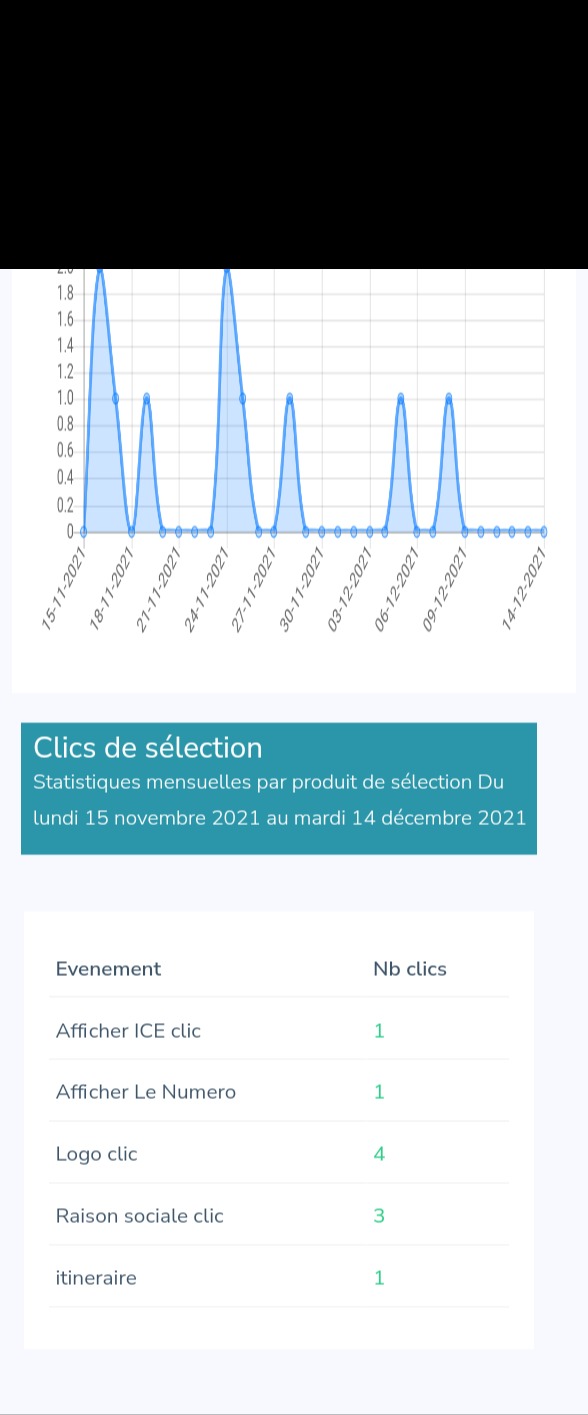 2.0
1.8
1.6
1.4
1.2
1.0
0.8
0.6
0.4
0.2
0
15-11-2021
18-11-2021
21-11-2021
24-11-2021
27-11-2021
30-11-2021
03-12-2021
06-12-2021
09-12-2021
14-12-2021
Clics de sélection
Statistiques mensuelles par produit de sélection Du
lundi 15 novembre 2021 au mardi 14 décembre 2021
Evenement Nb clics
Afficher ICE clic 1
Afficher Le Numero 1
Logo clic 4
Raison sociale clic 3
itineraire 1